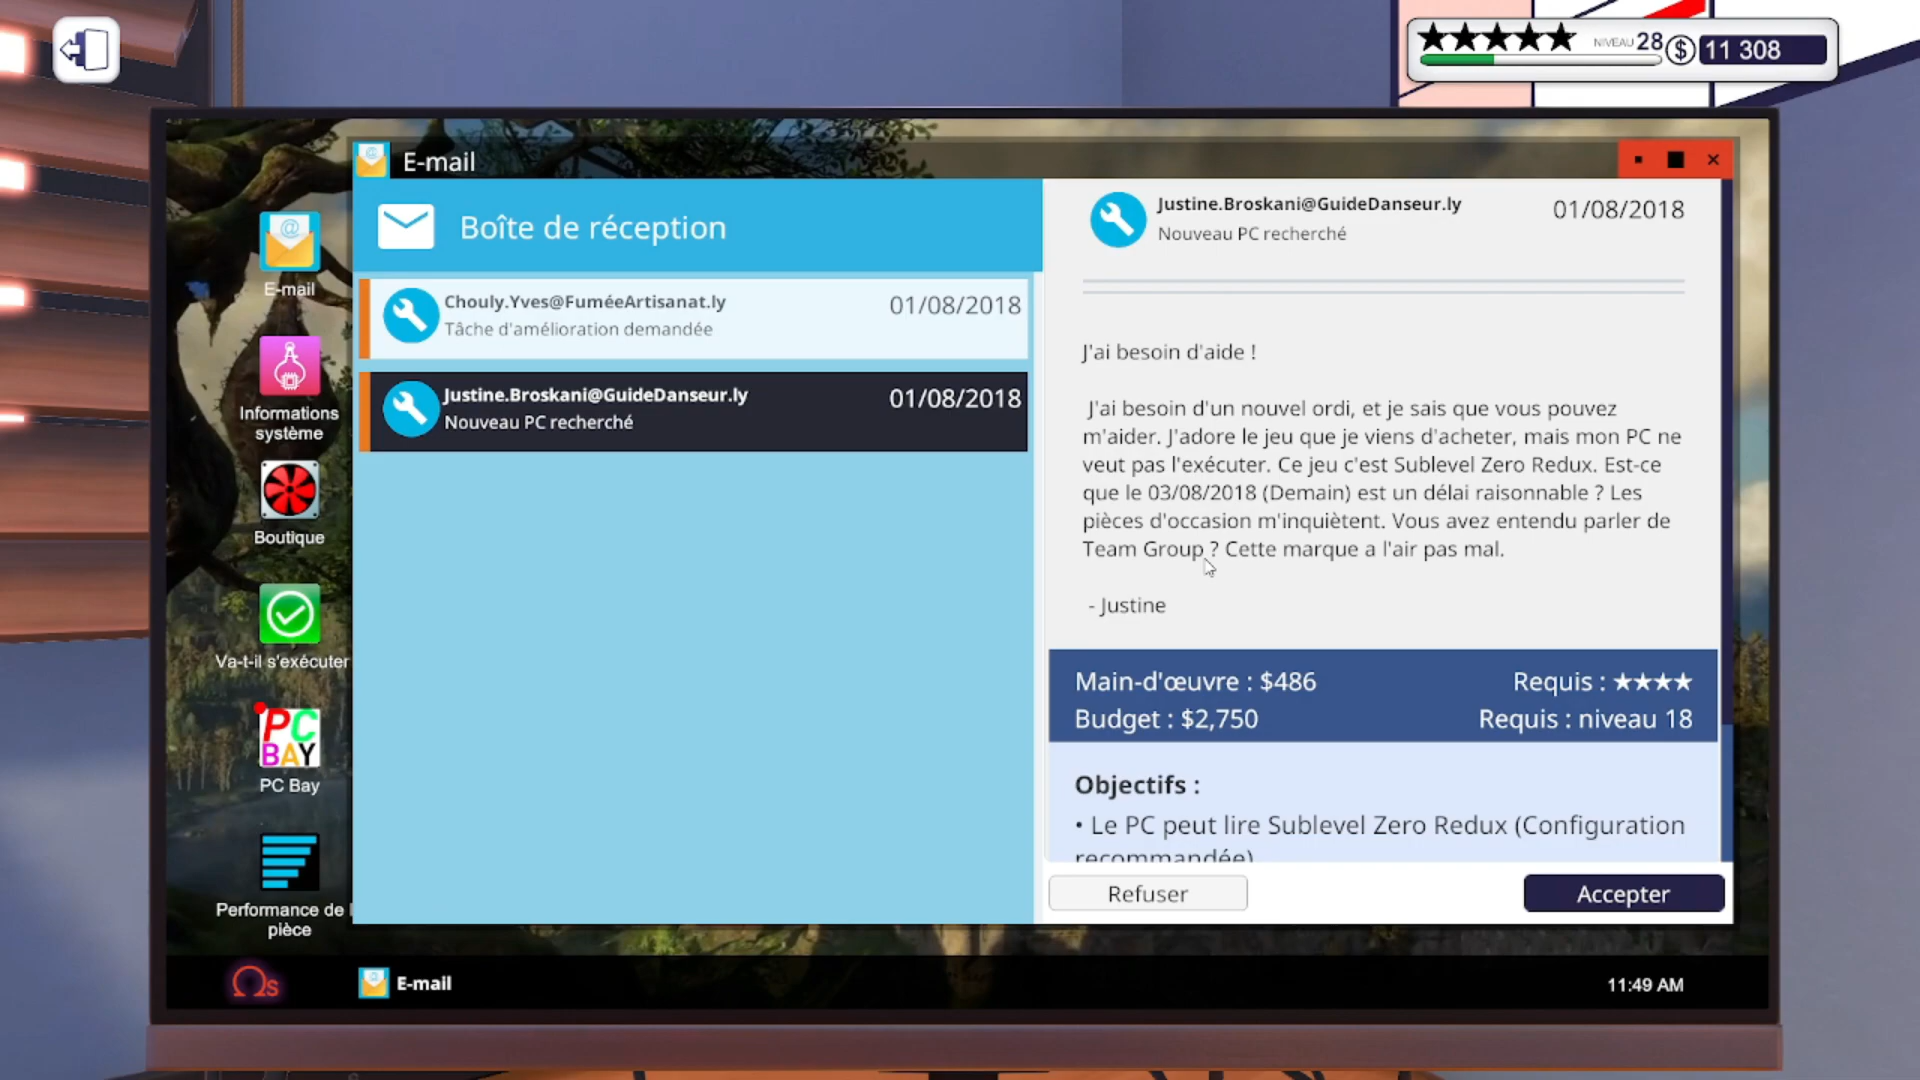 NIVEAU 28
$ 11 308
E-mail
Boîte de réception
Chouly.Yves@FuméeArtisanat.ly
01/08/2018
Tâche d'amélioration demandée
Justine.Broskani@GuideDanseur.ly
01/08/2018
Nouveau PC recherché
Justine.Broskani@GuideDanseur.ly
01/08/2018
Nouveau PC recherché
J'ai besoin d'aide !
J'ai besoin d'un nouvel ordi, et je sais que vous pouvez
m'aider. J'adore le jeu que je viens d'acheter, mais mon PC ne
veut pas l'exécuter. Ce jeu c'est Sublevel Zero Redux. Est-ce
que le 03/08/2018 (Demain) est un délai raisonnable ? Les
pièces d'occasion m'inquiètent. Vous avez entendu parler de
Team Group ? Cette marque a l'air pas mal.
- Justine
Main-d'œuvre : $486
Requis : ★★★★
Budget : $2,750
Requis : niveau 18
Objectifs :
• Le PC peut lire Sublevel Zero Redux (Configuration
recommandée)
Refuser
Accepter
E-mail
Informations
système
Boutique
Va-t-il s'exécuter
PC
BAY
PC Bay
Performance de
pièce
Ωs
E-mail
11:49 AM